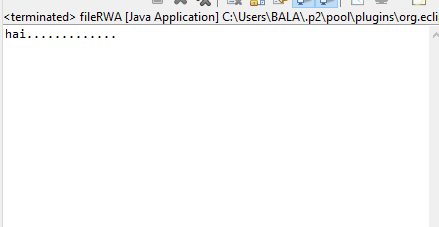 <terminated> fileRWA [Java Application] C:\Users\BALA\.p2\pool\plugins\org.ecli
hai.............